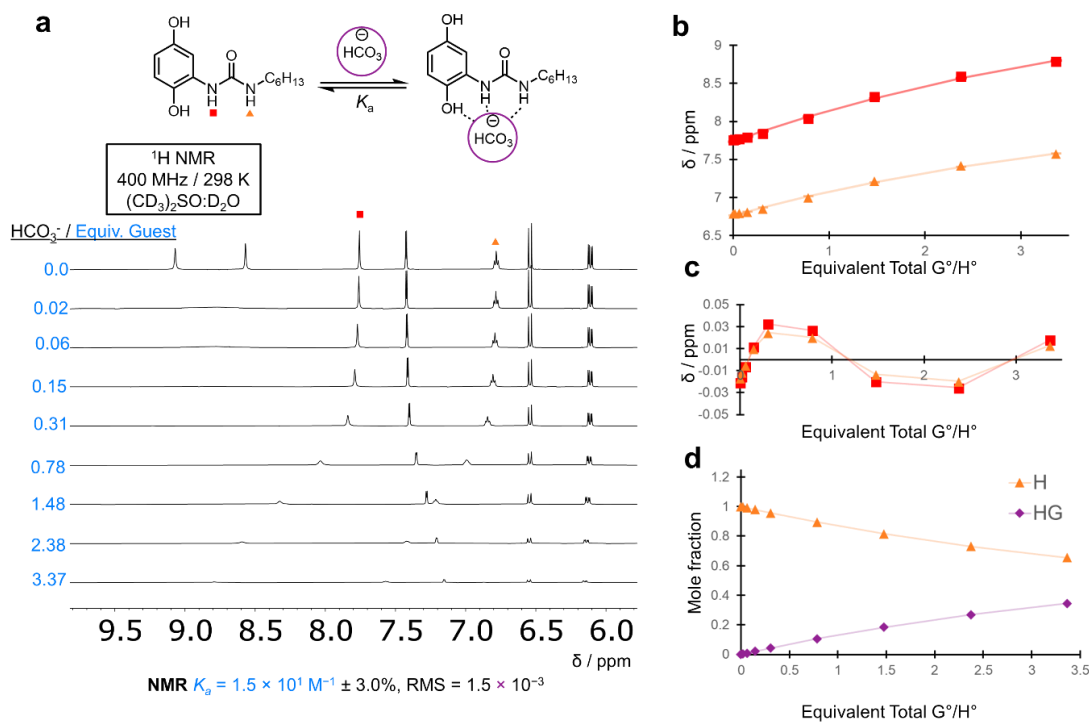 a
OH
O
N
H
N
H
C₆H₁₃
OH
⊖
HCO₃
Kₐ
OH
O
N
H
N
H
C₆H₁₃
OH
⊖
HCO₃
¹H NMR
400 MHz / 298 K
(CD₃)₂SO:D₂O
HCO₃⁻ / Equiv. Guest
0.0
0.02
0.06
0.15
0.31
0.78
1.48
2.38
3.37
9.5 9.0 8.5 8.0 7.5 7.0 6.5 6.0
δ / ppm
NMR Kₐ = 1.5 × 10¹ M⁻¹ ± 3.0%, RMS = 1.5 × 10⁻³
b
δ / ppm
9
8.5
8
7.5
7
6.5
0 1 2 3
Equivalent Total G°/H°
c
δ / ppm
0.05
0.03
0.01
-0.01
-0.03
-0.05
0 1 2 3
Equivalent Total G°/H°
d
Mole fraction
1.2
1
0.8
0.6
0.4
0.2
0
H
HG
0 0.5 1 1.5 2 2.5 3 3.5
Equivalent Total G°/H°